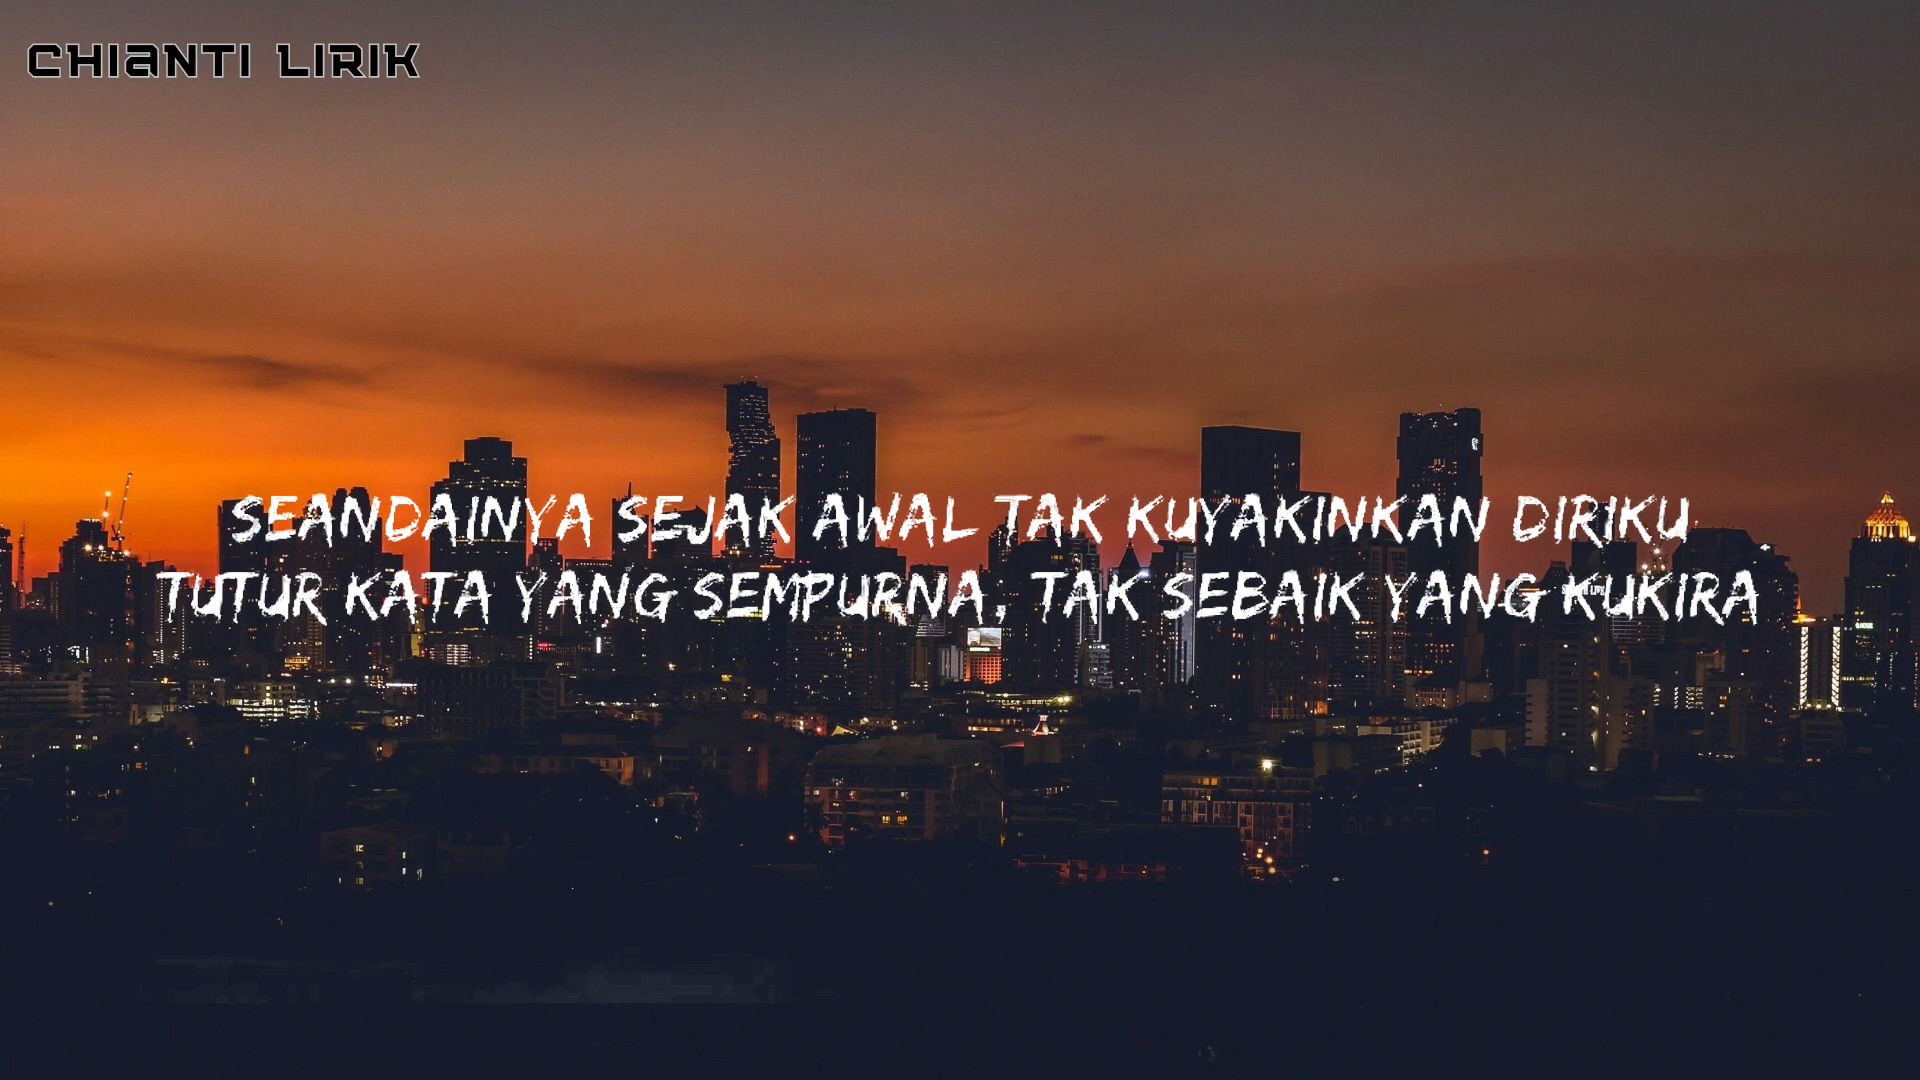 CHIANTI LIRIK
SEANDAINYA SEJAK AWAL TAK KUYAKINKAN DIRIKU
TUTUR KATA YANG SEMPURNA, TAK SEBAIK YANG KUKIRA